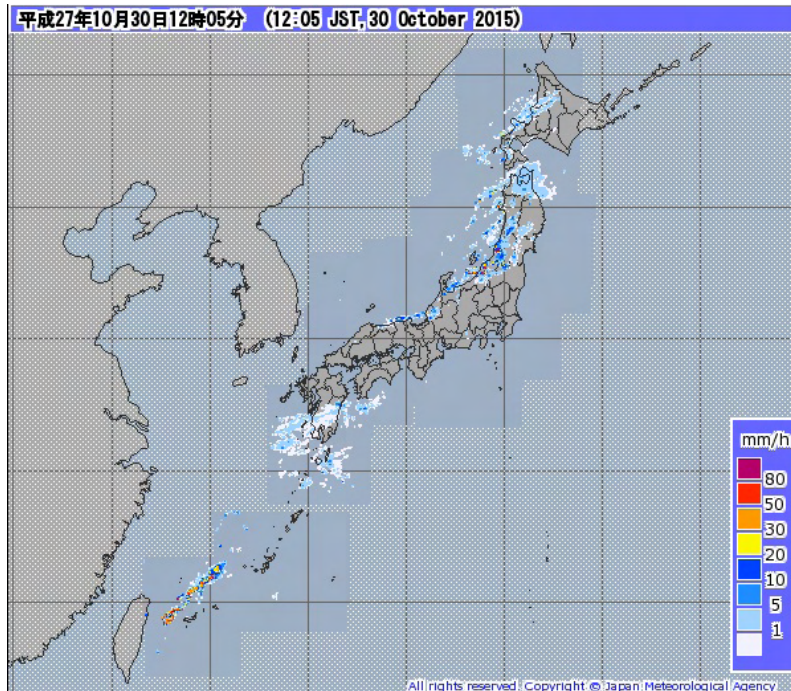 平成27年10月30日12時05分 (12:05 JST,30 October 2015)
mm/h
80
50
30
20
10
5
1
All rights reserved. Copyright © Japan Meteorological Agency